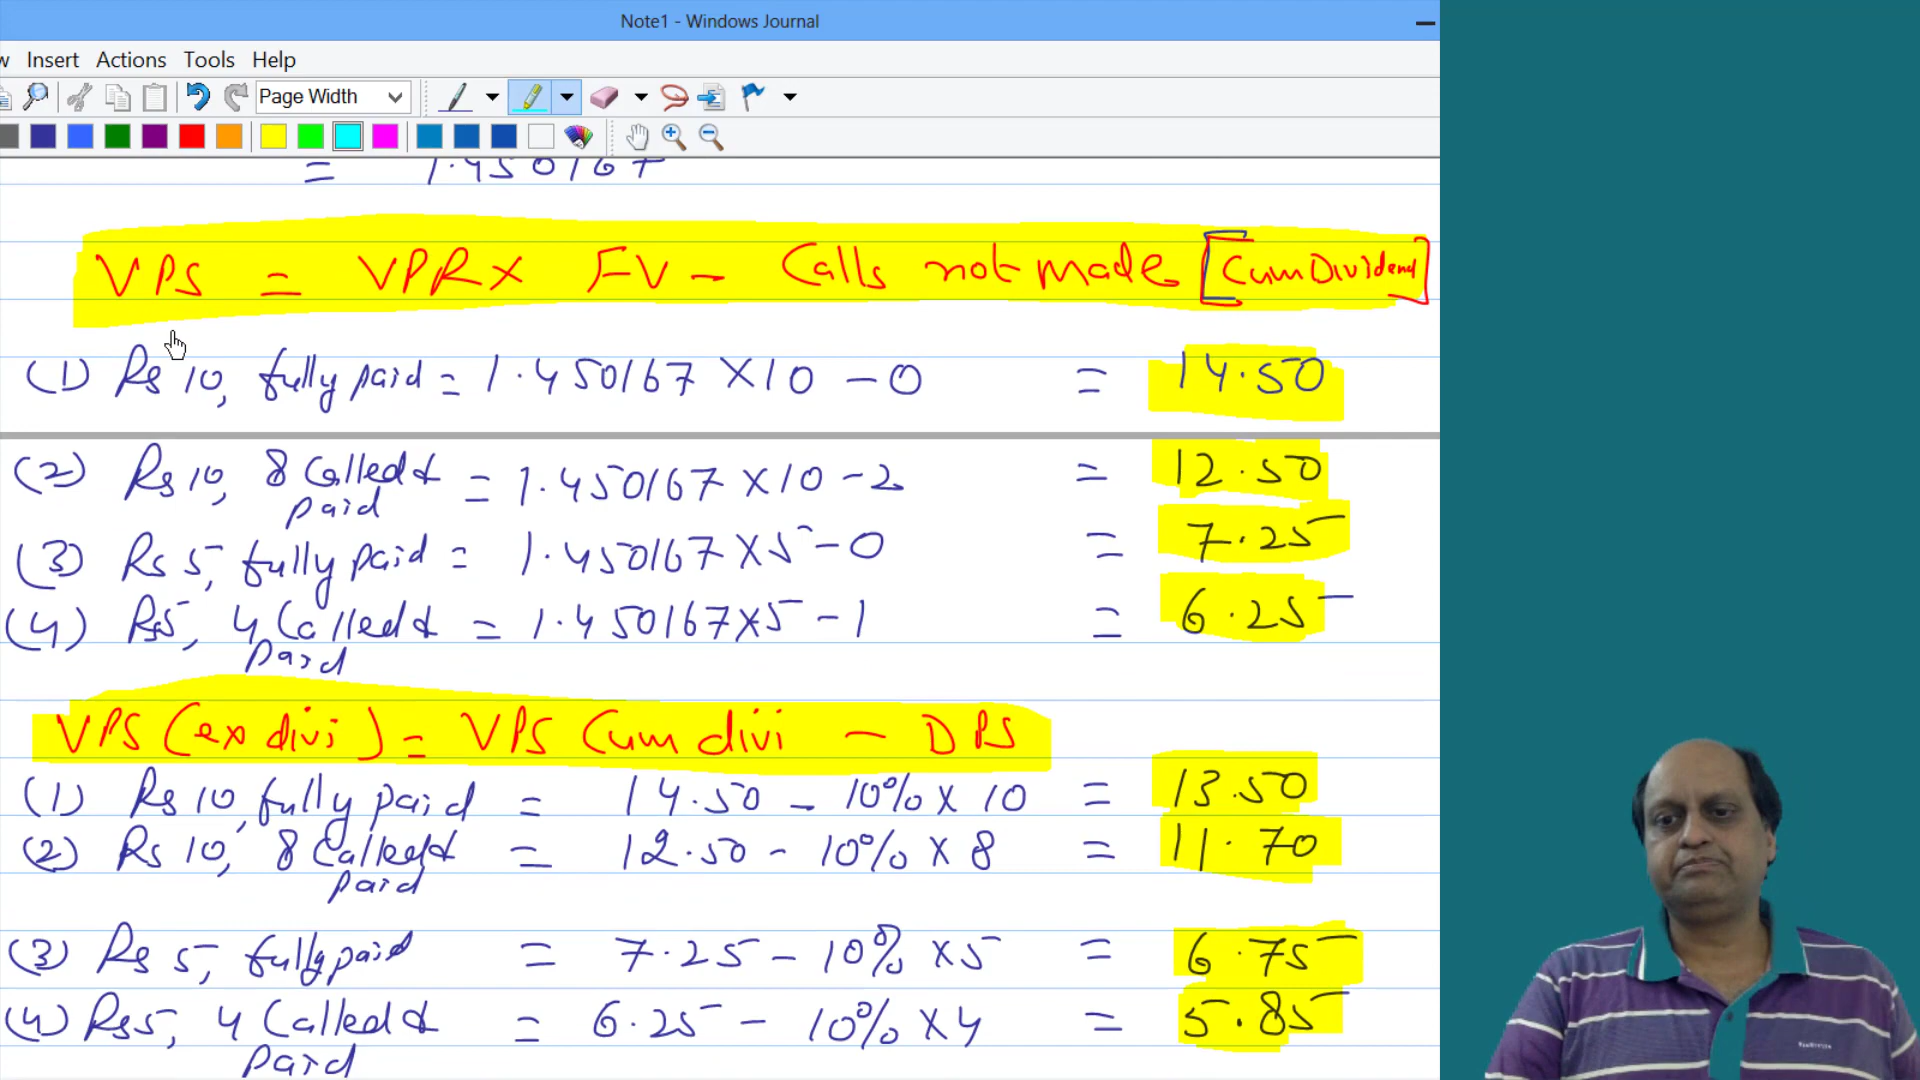 Note1 - Windows Journal
Insert Actions Tools Help
Page Width
= 1.450167
VPS = VPR X FV - Calls not made [Cum Dividend]
(1) Rs 10, fully paid = 1.450167 X 10 - 0 = 14.50
(2) Rs 10, 8 Called & paid = 1.450167 X 10 - 2 = 12.50
(3) Rs 5, fully paid = 1.450167 X 5 - 0 = 7.25
(4) Rs 5, 4 Called & paid = 1.450167 X 5 - 1 = 6.25
VPS (ex divi) = VPS Cum divi - DPS
(1) Rs 10, fully paid = 14.50 - 10% X 10 = 13.50
(2) Rs 10, 8 Called & paid = 12.50 - 10% X 8 = 11.70
(3) Rs 5, fully paid = 7.25 - 10% X 5 = 6.75
(4) Rs 5, 4 Called & paid = 6.25 - 10% X 4 = 5.85